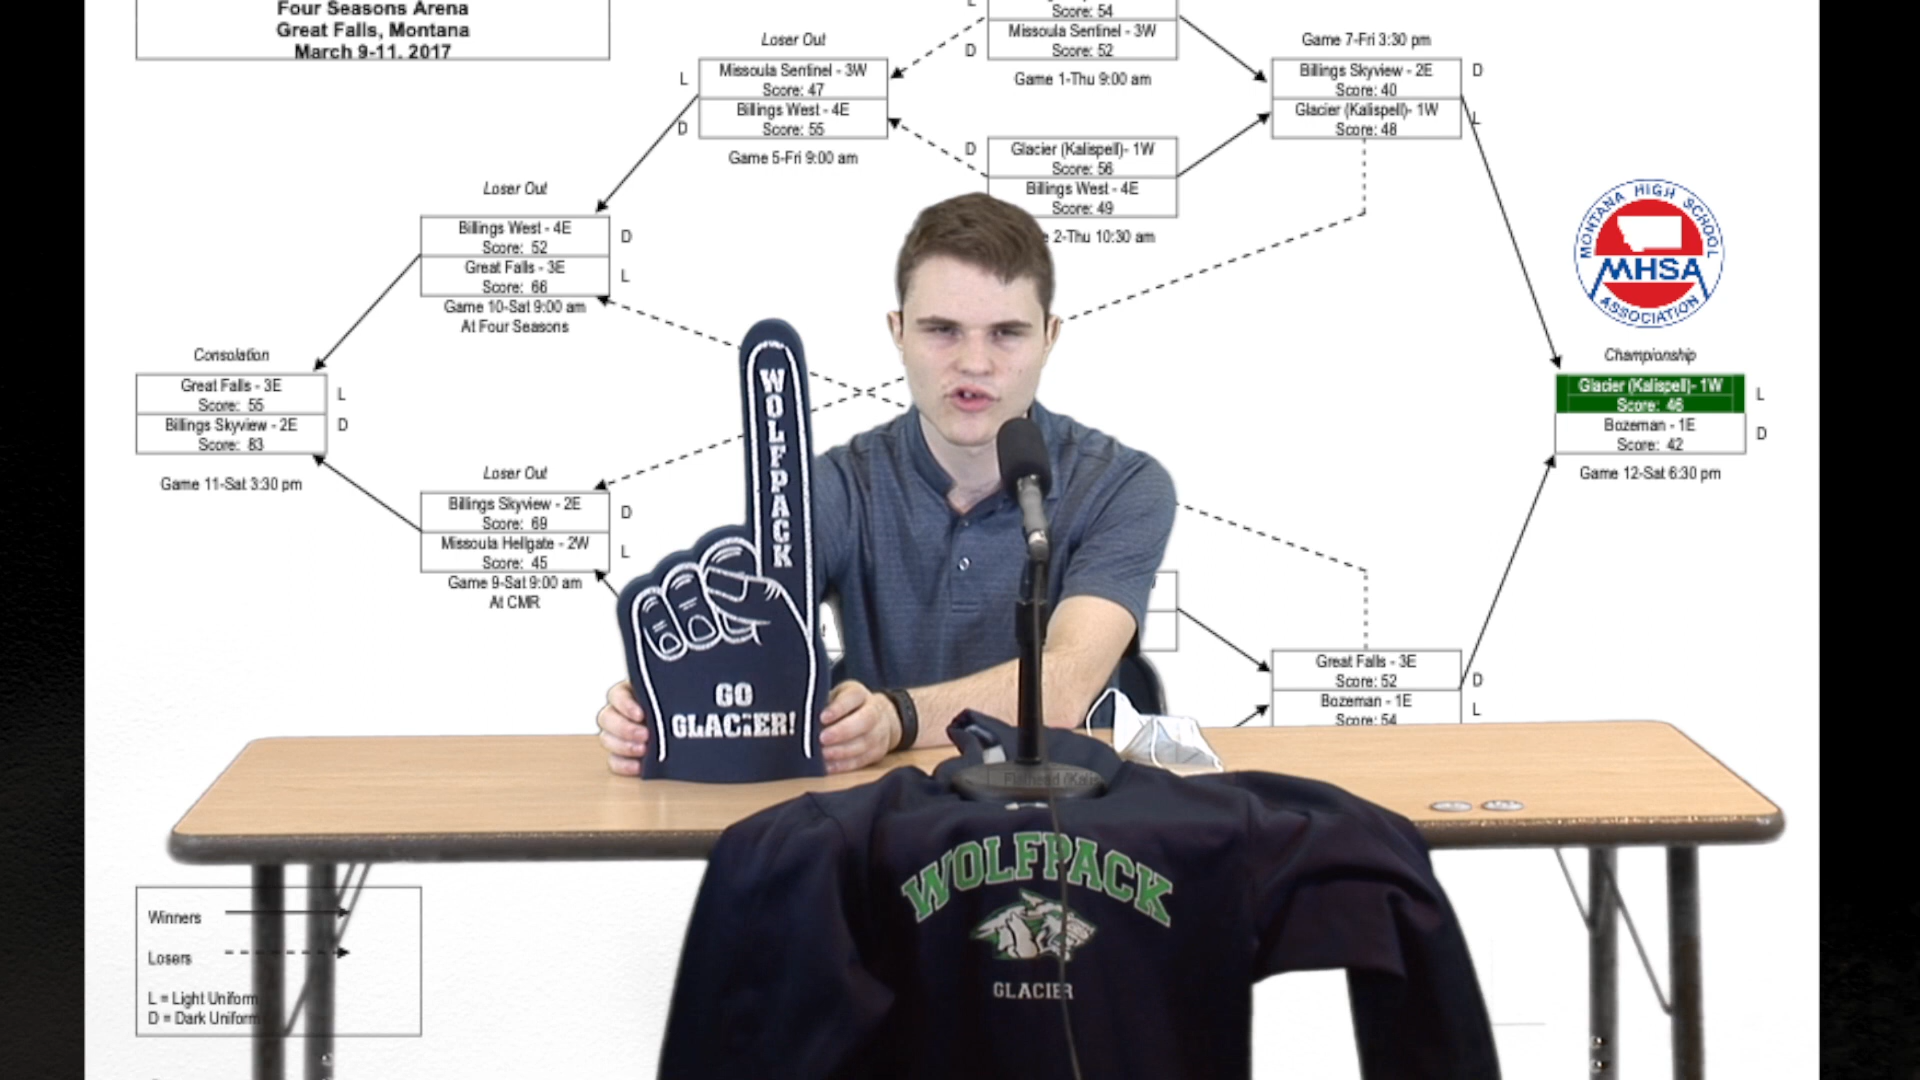 Four Seasons Arena
Great Falls, Montana
March 9-11. 2017
Score: 54
Missoula Sentinel - 3W
Score: 52
Game 1-Thu 9:00 am
L
D
Loser Out
L
Missoula Sentinel - 3W
Score: 47
Billings West - 4E
Score: 55
D
Game 5-Fri 9:00 am
D
Glacier (Kalispell)- 1W
Score: 56
Billings West - 4E
Score: 49
2-Thu 10:30 am
Game 7-Fri 3:30 pm
Billings Skyview - 2E
Score: 40
Glacier (Kalispell)- 1W
Score: 48
D
L
Loser Out
Billings West - 4E
Score: 52
Great Falls - 3E
Score: 66
D
L
Game 10-Sat 9:00 am
At Four Seasons
MONTANA HIGH SCHOOL
MHSA
ASSOCIATION
Consolation
Great Falls - 3E
Score: 55
Billings Skyview - 2E
Score: 83
L
D
Game 11-Sat 3:30 pm
Championship
Glacier (Kalispell)- 1W
Score: 46
Bozeman - 1E
Score: 42
L
D
Game 12-Sat 6:30 pm
Loser Out
Billings Skyview - 2E
Score: 69
Missoula Hellgate - 2W
Score: 45
D
L
Game 9-Sat 9:00 am
At CMR
WOLFPACK
GO
GLACIER!
Great Falls - 3E
Score: 52
Bozeman - 1E
Score: 54
D
L
Winners
Losers
L = Light Uniform
D = Dark Uniform
WOLFPACK
GLACIER